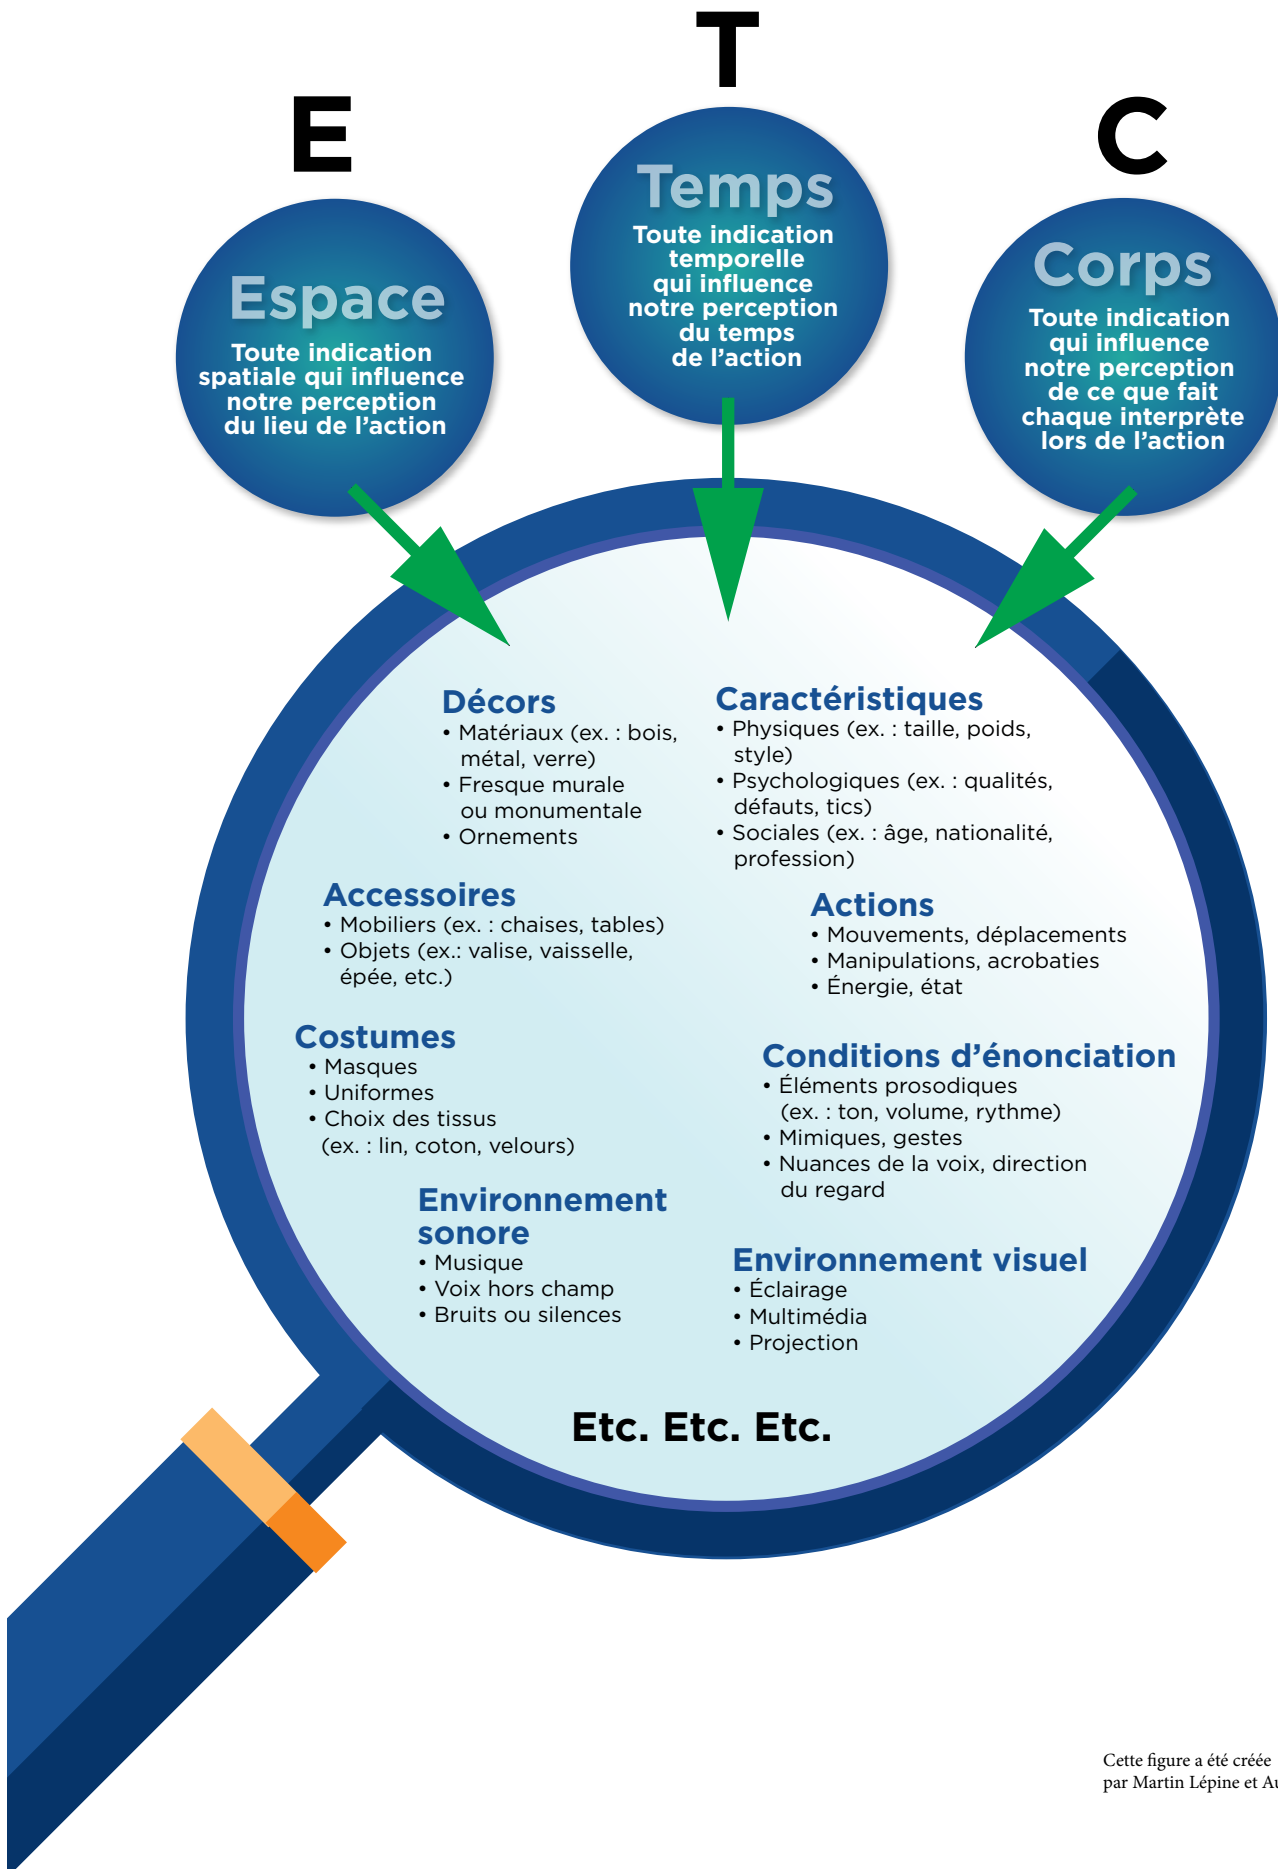 E
Espace
Toute indication
spatiale qui influence
notre perception
du lieu de l’action
T
Temps
Toute indication
temporelle
qui influence
notre perception
du temps
de l’action
C
Corps
Toute indication
qui influence
notre perception
de ce que fait
chaque interprète
lors de l’action
Décors
• Matériaux (ex. : bois,
métal, verre)
• Fresque murale
ou monumentale
• Ornements
Accessoires
• Mobiliers (ex. : chaises, tables)
• Objets (ex.: valise, vaisselle,
épée, etc.)
Costumes
• Masques
• Uniformes
• Choix des tissus
(ex. : lin, coton, velours)
Environnement
sonore
• Musique
• Voix hors champ
• Bruits ou silences
Caractéristiques
• Physiques (ex. : taille, poids,
style)
• Psychologiques (ex. : qualités,
défauts, tics)
• Sociales (ex. : âge, nationalité,
profession)
Actions
• Mouvements, déplacements
• Manipulations, acrobaties
• Énergie, état
Conditions d’énonciation
• Éléments prosodiques
(ex. : ton, volume, rythme)
• Mimiques, gestes
• Nuances de la voix, direction
du regard
Environnement visuel
• Éclairage
• Multimédia
• Projection
Etc. Etc. Etc.
Cette figure a été créée
par Martin Lépine et